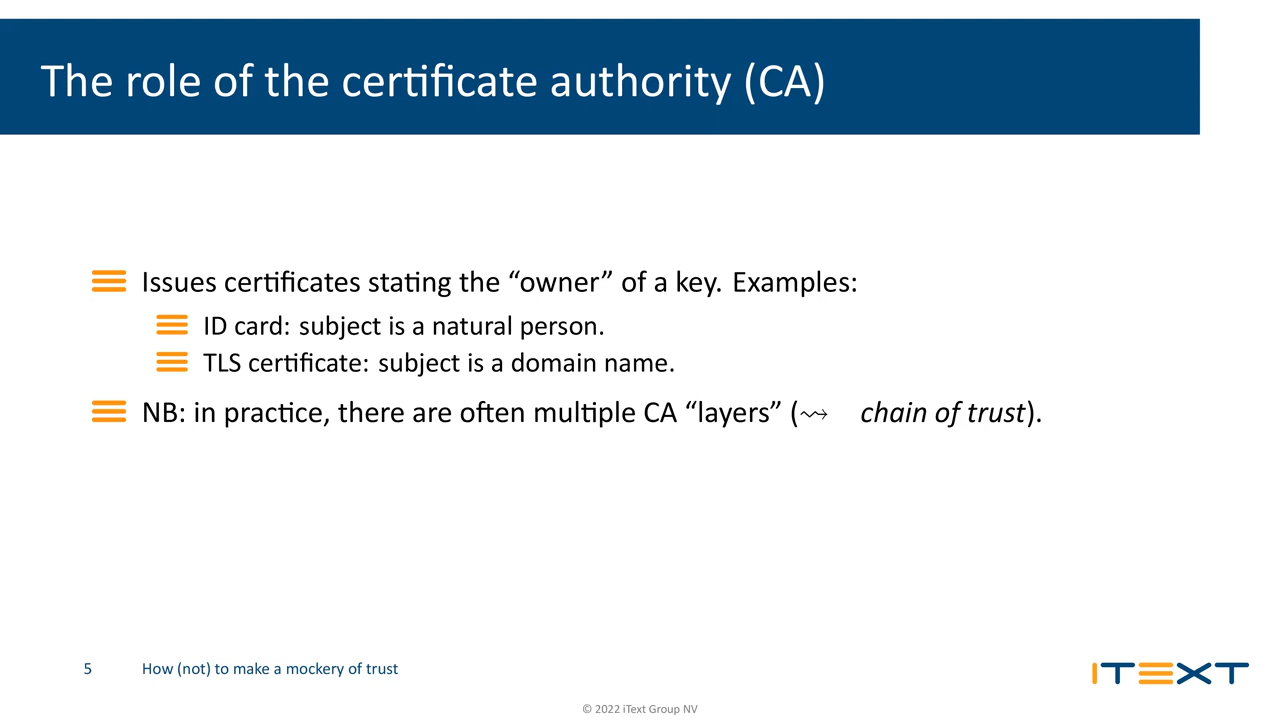 The role of the certificate authority (CA)
Issues certificates stating the “owner” of a key. Examples:
ID card: subject is a natural person.
TLS certificate: subject is a domain name.
NB: in practice, there are often multiple CA “layers” (⇝ chain of trust).
5 How (not) to make a mockery of trust
ITEXT
© 2022 iText Group NV